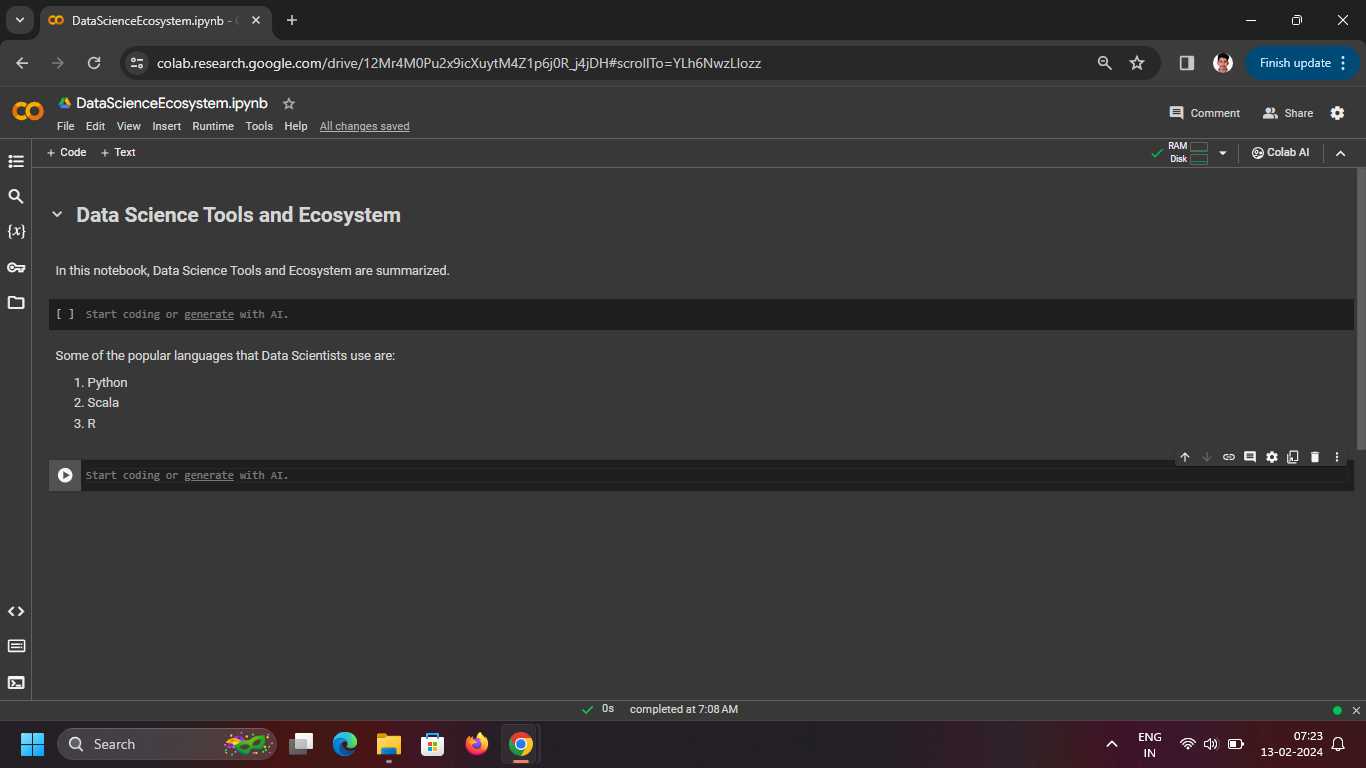 DataScienceEcosystem.ipynb -
colab.research.google.com/drive/12Mr4M0Pu2x9icXuytM4Z1p6j0R_j4jDH#scrollTo=YLh6NwzLlozz
Finish update
DataScienceEcosystem.ipynb
File Edit View Insert Runtime Tools Help All changes saved
Comment
Share
+ Code + Text
RAM
Disk
Colab AI
{x}
Data Science Tools and Ecosystem
In this notebook, Data Science Tools and Ecosystem are summarized.
[ ] Start coding or generate with AI.
Some of the popular languages that Data Scientists use are:
1. Python
2. Scala
3. R
Start coding or generate with AI.
0s completed at 7:08 AM
Search
ENG
IN
07:23
13-02-2024